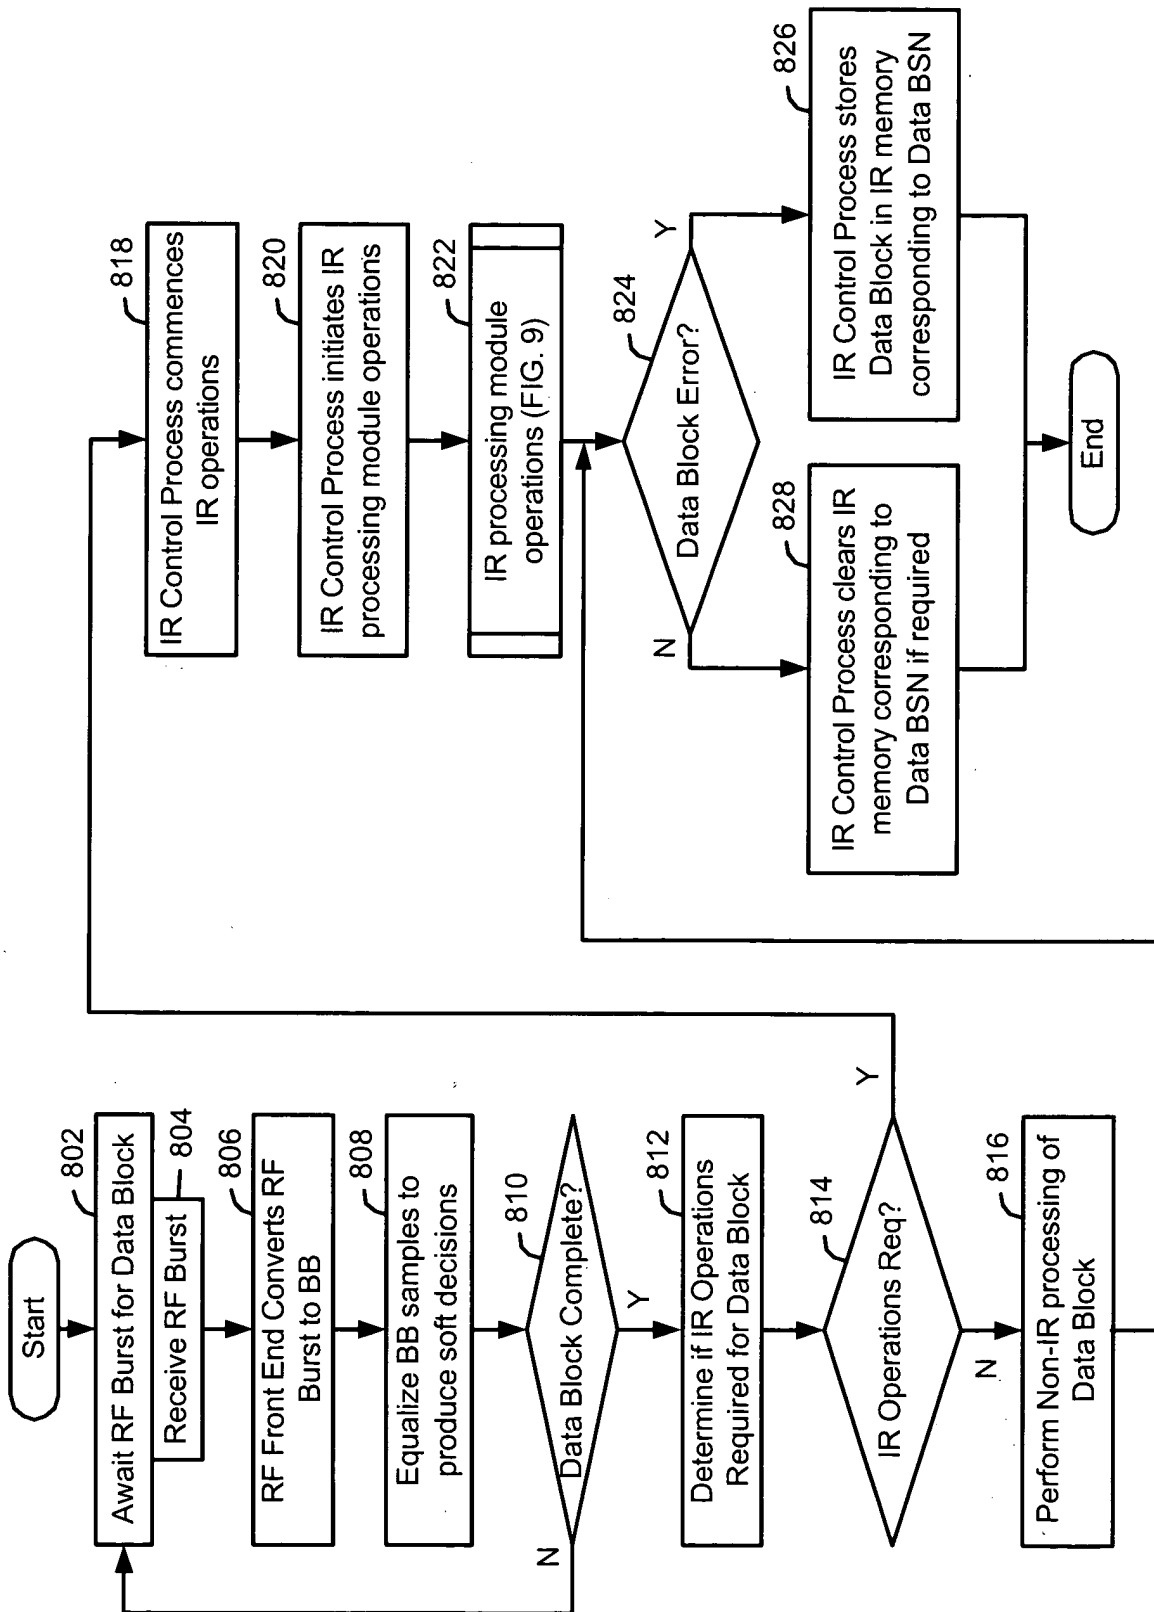 Start
802
Await RF Burst for Data Block
804
Receive RF Burst
806
RF Front End Converts RF
Burst to BB
808
Equalize BB samples to
produce soft decisions
810
Data Block Complete?
N
Y
812
Determine if IR Operations
Required for Data Block
814
IR Operations Req?
Y
N
816
Perform Non-IR processing of
Data Block
818
IR Control Process commences
IR operations
820
IR Control Process initiates IR
processing module operations
822
IR processing module
operations (FIG. 9)
824
Data Block Error?
N
Y
828
IR Control Process clears IR
memory corresponding to
Data BSN if required
826
IR Control Process stores
Data Block in IR memory
corresponding to Data BSN
End